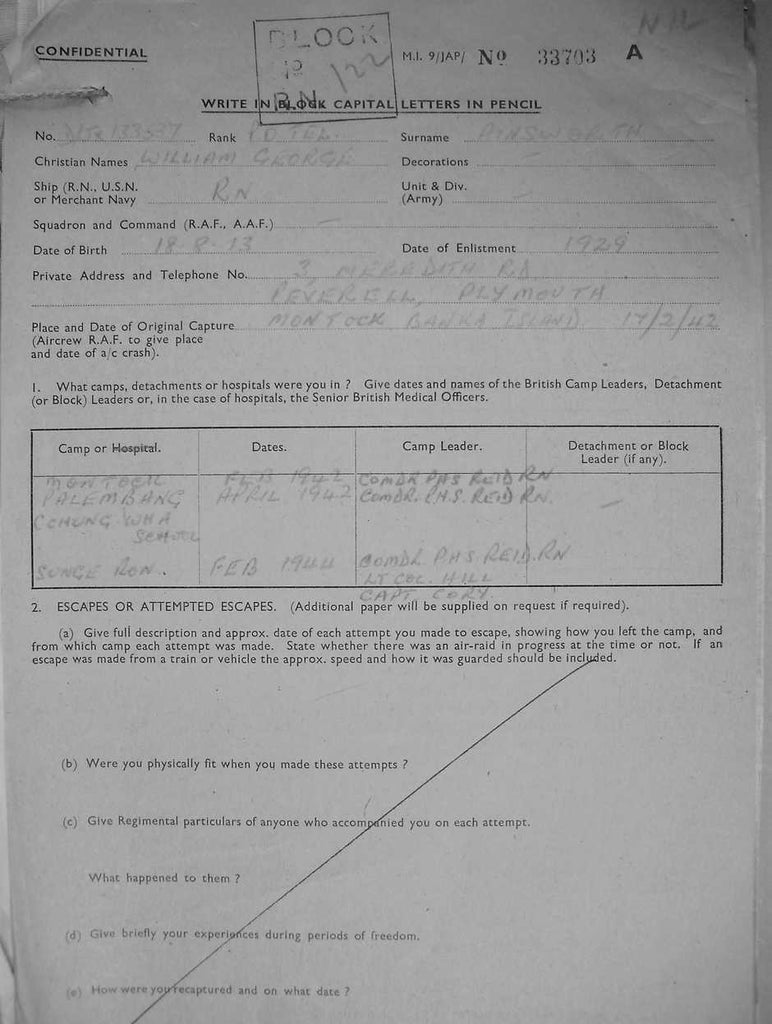 NIL
BLOCK
12
BN
CONFIDENTIAL
M.I. 9/JAP/ No 33703 A
WRITE IN BLOCK CAPITAL LETTERS IN PENCIL
No. Rank PO TEL. Surname AINSWORTH
Christian Names WILLIAM GEORGE Decorations —
Ship (R.N., U.S.N. or Merchant Navy RN Unit & Div. (Army) —
Squadron and Command (R.A.F., A.A.F.) —
Date of Birth 18-8-13 Date of Enlistment 1929
Private Address and Telephone No. 3 MEREDITH RD
PEVERELL, PLYMOUTH
Place and Date of Original Capture MONTOCK BANKA ISLAND 17/2/42
(Aircrew R.A.F. to give place
and date of a/c crash).
1. What camps, detachments or hospitals were you in ? Give dates and names of the British Camp Leaders, Detachment
(or Block) Leaders or, in the case of hospitals, the Senior British Medical Officers.
Camp or Hospital. Dates. Camp Leader. Detachment or Block Leader (if any).
MONTOCK FEB 1942 COMDR PHS REID RN
PALEMBANG APRIL 1942 COMDR. P.H.S. REID RN. —
CCHUNG WHA
SCHOOL
SONGE RON. FEB 1944 COMDR PHS REID.RN
LT COL. HILL
CAPT CORY.
2. ESCAPES OR ATTEMPTED ESCAPES. (Additional paper will be supplied on request if required).
(a) Give full description and approx. date of each attempt you made to escape, showing how you left the camp, and
from which camp each attempt was made. State whether there was an air-raid in progress at the time or not. If an
escape was made from a train or vehicle the approx. speed and how it was guarded should be included.
(b) Were you physically fit when you made these attempts ?
(c) Give Regimental particulars of anyone who accompanied you on each attempt.
What happened to them ?
(d) Give briefly your experiences during periods of freedom.
(e) How were you recaptured and on what date ?